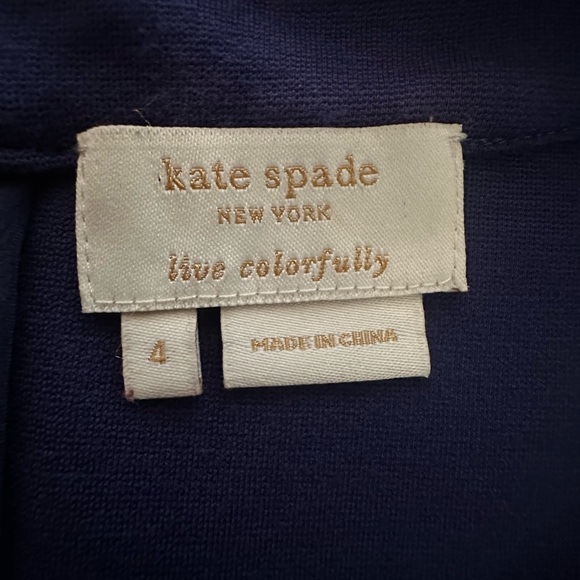 kate spade
NEW YORK
live colorfully
4
MADE IN CHINA